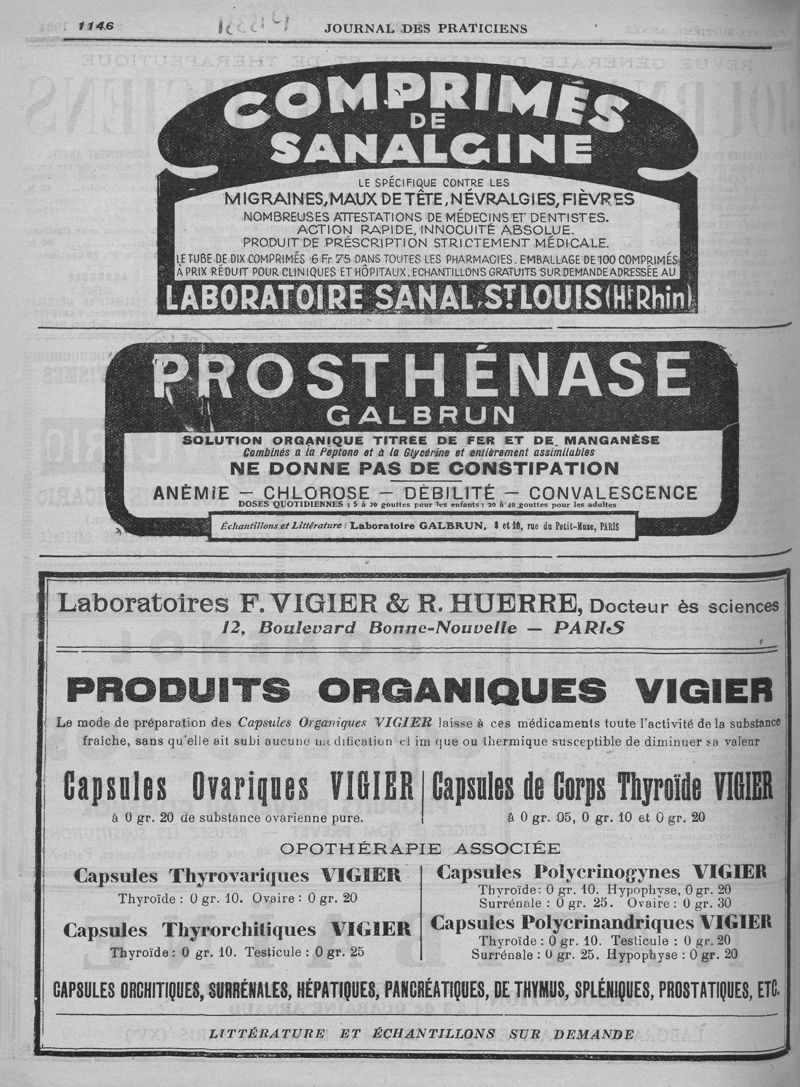 1146
JOURNAL DES PRATICIENS
COMPRIMÉS
DE
SANALGINE
LE SPÉCIFIQUE CONTRE LES
MIGRAINES, MAUX DE TÊTE, NÉVRALGIES, FIÈVRES
NOMBREUSES ATTESTATIONS DE MÉDECINS ET DENTISTES.
ACTION RAPIDE, INNOCUITÉ ABSOLUE.
PRODUIT DE PRÉSCRIPTION STRICTEMENT MÉDICALE.
LE TUBE DE DIX COMPRIMÉS 6 Fr. 75 DANS TOUTES LES PHARMACIES. EMBALLAGE DE 100 COMPRIMÉS
À PRIX RÉDUIT POUR CLINIQUES ET HÔPITAUX. ECHANTILLONS GRATUITS SUR DEMANDE ADRESSÉE AU
LABORATOIRE SANAL, ST LOUIS (Ht Rhin)
PROSTHÉNASE
GALBRUN
SOLUTION ORGANIQUE TITRÉE DE FER ET DE MANGANÈSE
Combinés a la Peptone et à la Glycérine et entièrement assimilables
NE DONNE PAS DE CONSTIPATION
ANÉMIE — CHLOROSE — DÉBILITÉ — CONVALESCENCE
DOSES QUOTIDIENNES : 5 à 20 gouttes pour les enfants ; 20 à 40 gouttes pour les adultes
Échantillons et Littérature : Laboratoire GALBRUN, 8 et 10, rue du Petit-Musc, PARIS
Laboratoires F. VIGIER & R. HUERRE, Docteur ès sciences
12, Boulevard Bonne-Nouvelle — PARIS
PRODUITS ORGANIQUES VIGIER
Le mode de préparation des Capsules Organiques VIGIER laisse à ces médicaments toute l'activité de la substance
fraîche, sans qu'elle ait subi aucune ou thermique susceptible de diminuer sa valeur
Capsules Ovariques VIGIER
à 0 gr. 20 de substance ovarienne pure.
Capsules de Corps Thyroïde VIGIER
à 0 gr. 05, 0 gr. 10 et 0 gr. 20
OPOTHÉRAPIE ASSOCIÉE
Capsules Thyrovariques VIGIER
Thyroïde : 0 gr. 10. Ovaire : 0 gr. 20
Capsules Thyrorchitiques VIGIER
Thyroïde : 0 gr. 10. Testicule : 0 gr. 25
Capsules Polycrinogynes VIGIER
Thyroïde: 0 gr. 10. Hypophyse, 0 gr. 20
Surrénale : 0 gr. 25. Ovaire : 0 gr. 30
Capsules Polycrinandriques VIGIER
Thyroïde : 0 gr. 10. Testicule : 0 gr. 20
Surrénale : 0 gr. 25. Hypophyse : 0 gr. 20
CAPSULES ORCHITIQUES, SURRÉNALES, HÉPATIQUES, PANCRÉATIQUES, DE THYMUS, SPLÉNIQUES, PROSTATIQUES, ETC.
LITTÉRATURE ET ÉCHANTILLONS SUR DEMANDE